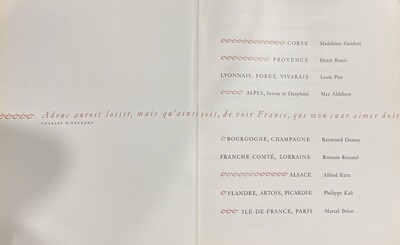 CORSE Madeleine Finidori
PROVENCE Henri Bosco
LYONNAIS, FOREZ, VIVARAIS Louis Pize
ALPES, Savoie et Dauphiné Max Aldebert
Adonc auroit loisir, mais qu'ainsi soit, de voir France, que mon cœur aimer doit
CHARLES D'ORLÉANS
BOURGOGNE, CHAMPAGNE Raymond Dumay
FRANCHE-COMTÉ, LORRAINE Romain Roussel
ALSACE Alfred Kern
FLANDRE, ARTOIS, PICARDIE Philippe Kah
ILE-DE-FRANCE, PARIS Marcel Brion